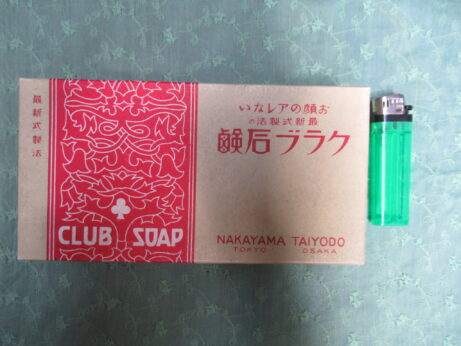 最新式製法
お顔のアレない
最新式製法の
クラブ石鹸
CLUB SOAP
NAKAYAMA TAIYODO
TOKYO OSAKA